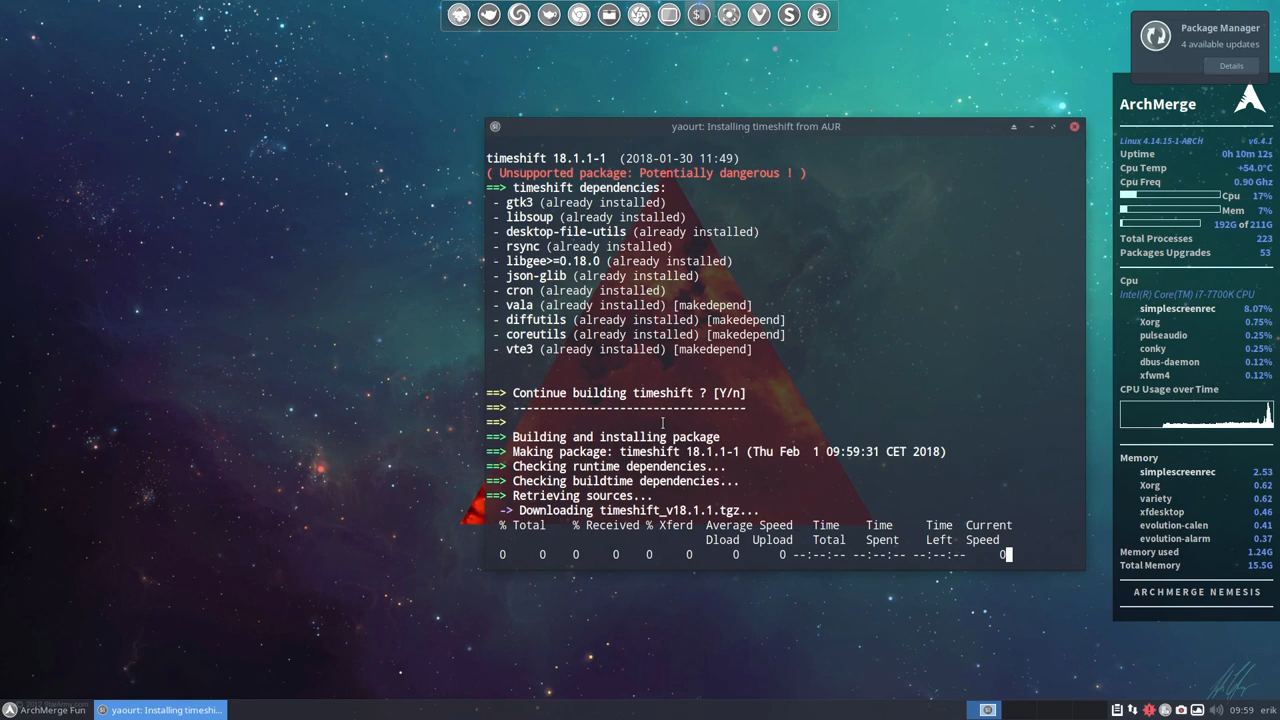 Package Manager
4 available updates
Details
yaourt: Installing timeshift from AUR
timeshift 18.1.1-1  (2018-01-30 11:49)
( Unsupported package: Potentially dangerous ! )
==> timeshift dependencies:
- gtk3 (already installed)
- libsoup (already installed)
- desktop-file-utils (already installed)
- rsync (already installed)
- libgee>=0.18.0 (already installed)
- json-glib (already installed)
- cron (already installed)
- vala (already installed) [makedepend]
- diffutils (already installed) [makedepend]
- coreutils (already installed) [makedepend]
- vte3 (already installed) [makedepend]
==> Continue building timeshift ? [Y/n]
==> -----------------------------------
==>
==> Building and installing package
==> Making package: timeshift 18.1.1-1 (Thu Feb  1 09:59:31 CET 2018)
==> Checking runtime dependencies...
==> Checking buildtime dependencies...
==> Retrieving sources...
-> Downloading timeshift_v18.1.1.tgz...
% Total    % Received % Xferd  Average Speed   Time    Time     Time  Current
Dload  Upload   Total   Spent    Left  Speed
0     0    0     0    0     0      0      0 --:--:-- --:--:-- --:--:--     0
ArchMerge
Linux 4.14.15-1-ARCH v6.4.1
Uptime 0h 10m 12s
Cpu Temp +54.0°C
Cpu Freq 0.90 Ghz
Cpu 17%
Mem 7%
192G of 211G
Total Processes 223
Packages Upgrades 53
Cpu
Intel(R) Core(TM) i7-7700K CPU
simplescreenrec 8.07%
Xorg 0.75%
pulseaudio 0.25%
conky 0.25%
dbus-daemon 0.12%
xfwm4 0.12%
CPU Usage over Time
Memory
simplescreenrec 2.53
Xorg 0.62
variety 0.62
xfdesktop 0.46
evolution-calen 0.41
evolution-alarm 0.37
Memory used 1.24G
Total Memory 15.5G
ARCHMERGE NEMESIS
ArchMerge Fun
yaourt: Installing timeshi...
09:59
erik